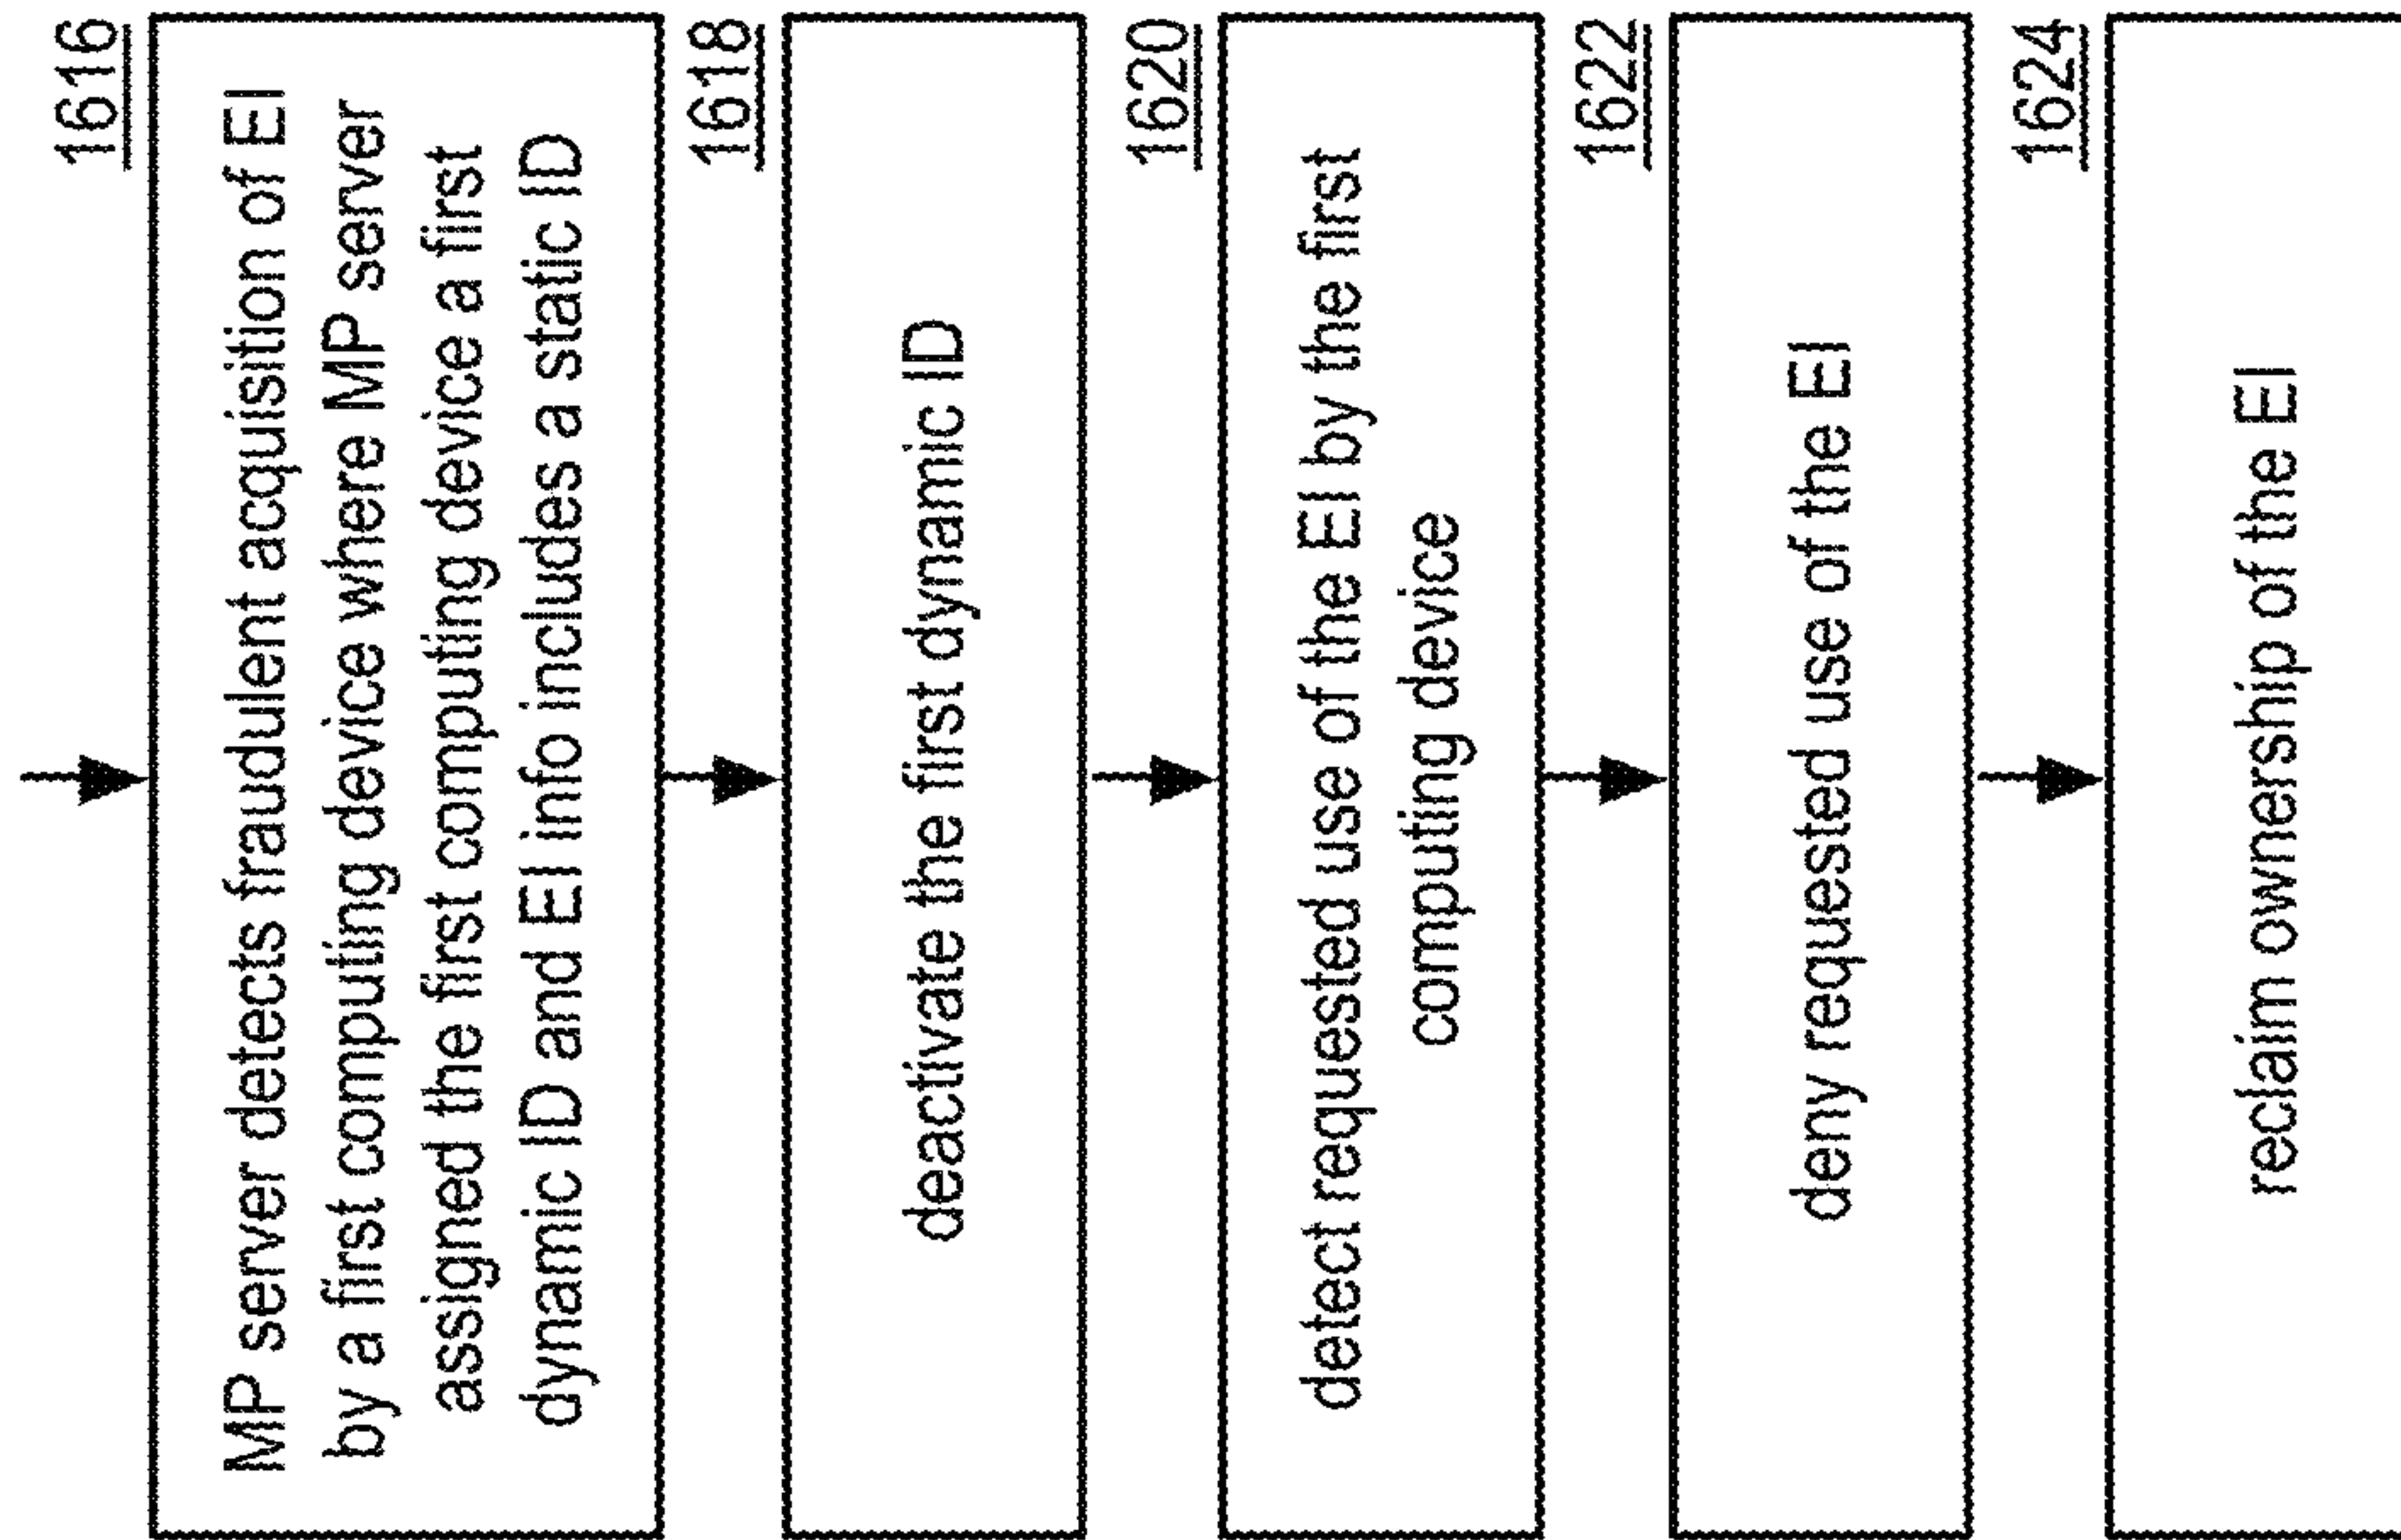 1616
MP server detects fraudulent acquisition of EI
by a first computing device where MP server
assigned the first computing device a first
dynamic ID and EI info includes a static ID
1618
deactivate the first dynamic ID
1620
detect requested use of the EI by the first
computing device
1622
deny requested use of the EI
1624
reclaim ownership of the EI